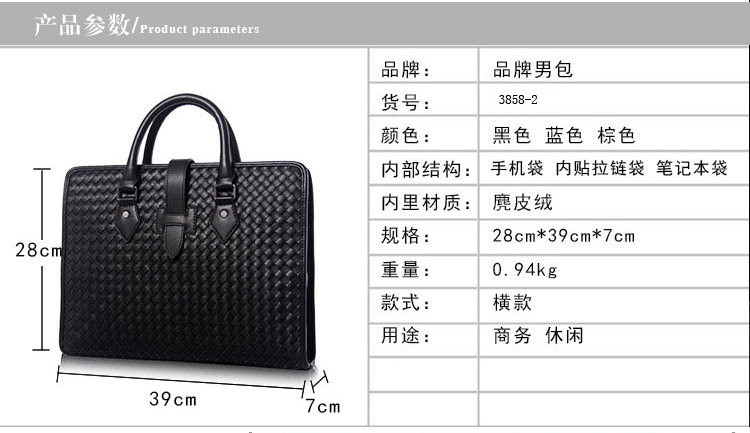 产品参数/Product parameters
品牌: 品牌男包
货号: 3858-2
颜色: 黑色 蓝色 棕色
内部结构: 手机袋 内贴拉链袋 笔记本袋
内里材质: 麂皮绒
规格: 28cm*39cm*7cm
重量: 0.94kg
款式: 横款
用途: 商务 休闲
28cm
39cm
7cm